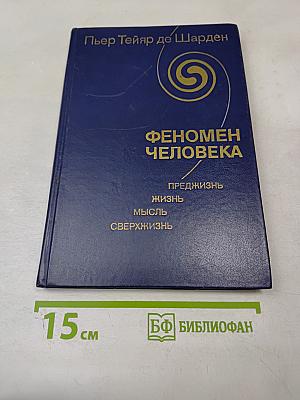 Пьер Тейяр де Шарден
ФЕНОМЕН
ЧЕЛОВЕКА
ПРЕДЖИЗНЬ
ЖИЗНЬ
МЫСЛЬ
СВЕРХЖИЗНЬ
15 см
БФ БИБЛИОФАН